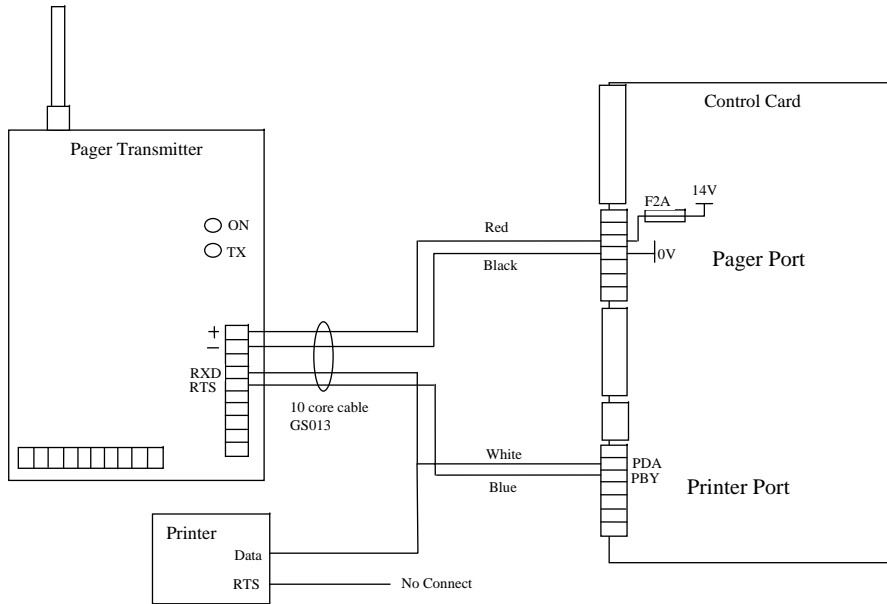 Control Card
Pager Transmitter
14V
F2A
ON
Red
TX
0V
Pager Port
Black
+
−
RXD
RTS
10 core cable
GS013
White
PDA
PBY
Blue
Printer Port
Printer
Data
RTS
No Connect